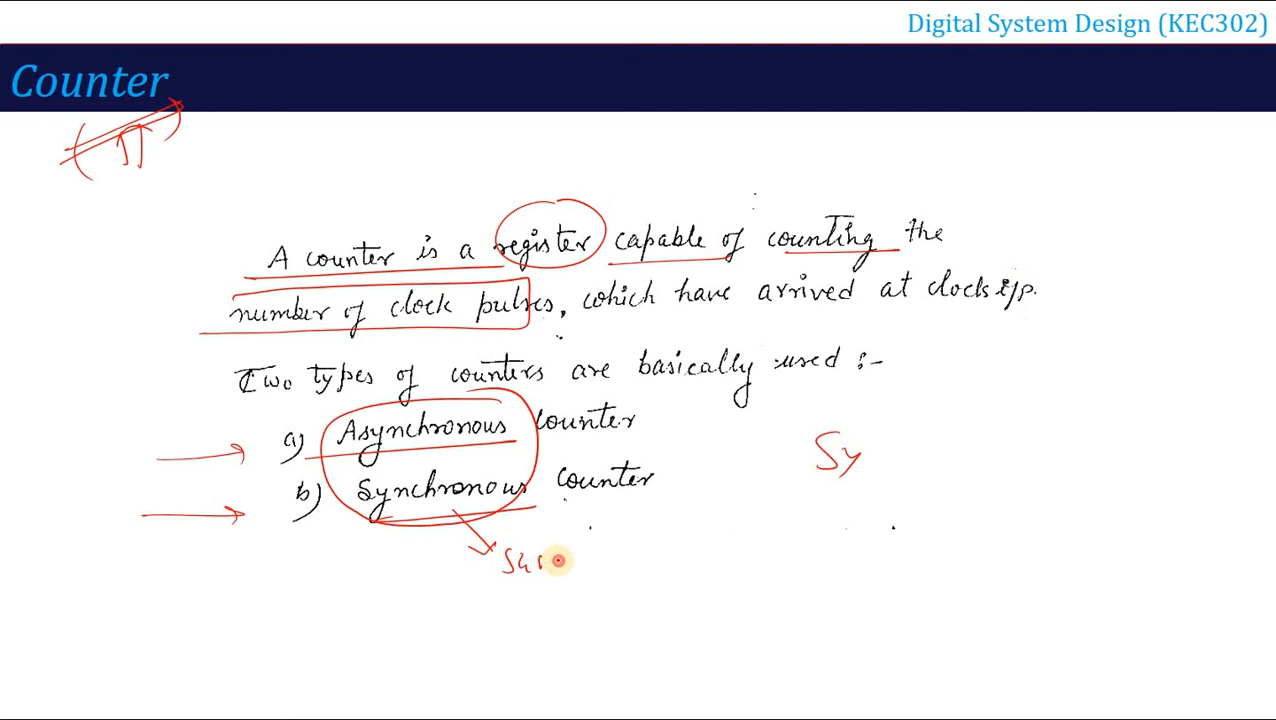 Digital System Design (KEC302)
Counter
A counter is a register capable of counting the
number of clock pulses, which have arrived at clock i/p.
Two types of counters are basically used :-
a) Asynchronous counter
b) Synchronous counter
Sy